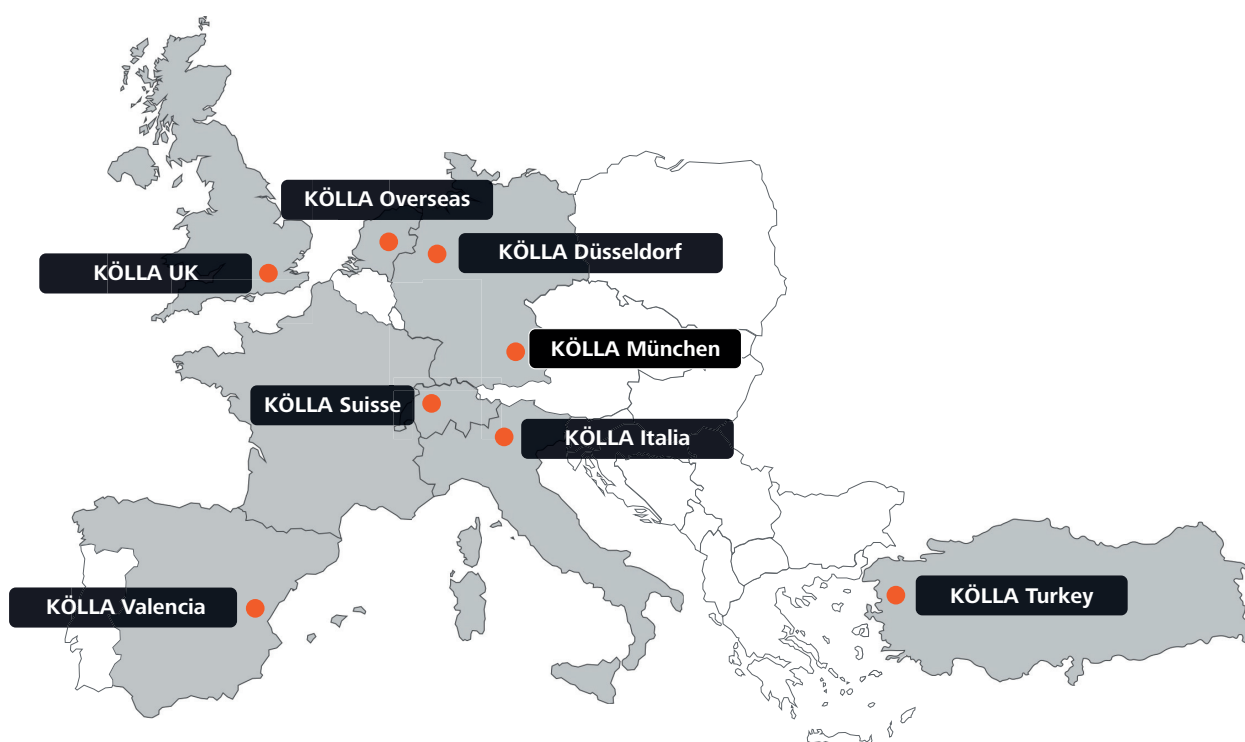 KÖLLA Overseas
KÖLLA Düsseldorf
KÖLLA UK
KÖLLA München
KÖLLA Suisse
KÖLLA Italia
KÖLLA Valencia
KÖLLA Turkey